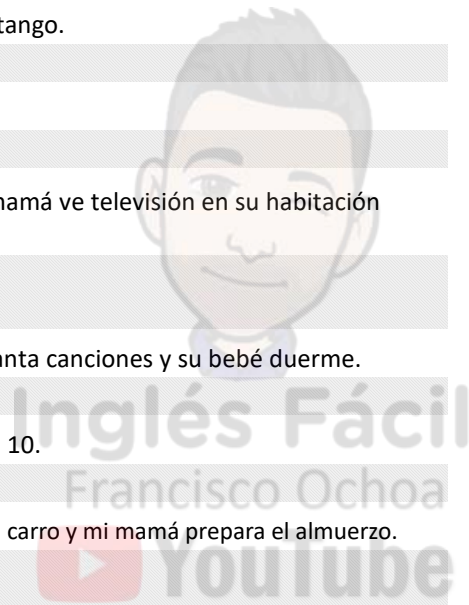 tango.
mamá ve televisión en su habitación
canciones y su bebé duerme.
10.
carro y mi mamá prepara el almuerzo.
Inglés Fácil
Francisco Ochoa
YouTube